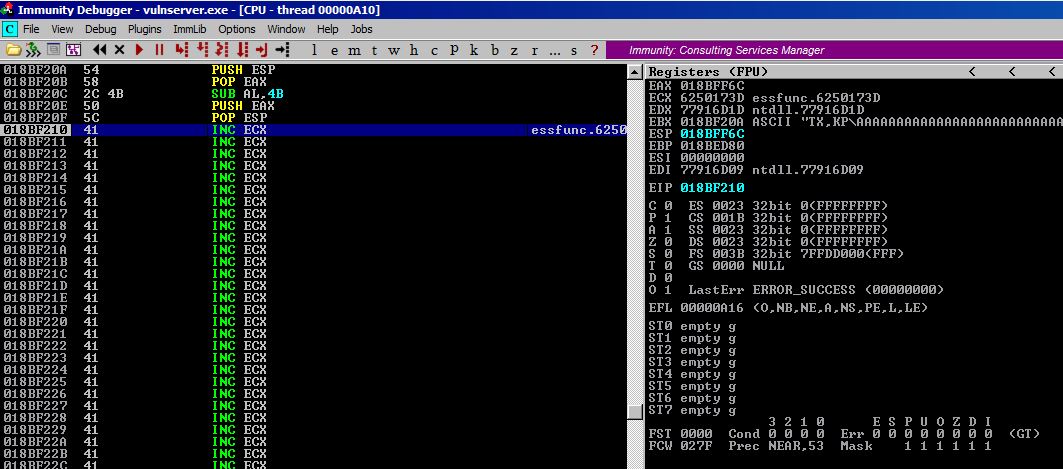 Immunity Debugger - vulnserver.exe - [CPU - thread 00000A10]
C File View Debug Plugins ImmLib Options Window Help Jobs
l e m t w h c p k b z r ... s ? Immunity: Consulting Services Manager
018BF20A 54 PUSH ESP
018BF20B 58 POP EAX
018BF20C 2C 4B SUB AL,4B
018BF20E 50 PUSH EAX
018BF20F 5C POP ESP
018BF210 41 INC ECX essfunc.6250
018BF211 41 INC ECX
018BF212 41 INC ECX
018BF213 41 INC ECX
018BF214 41 INC ECX
018BF215 41 INC ECX
018BF216 41 INC ECX
018BF217 41 INC ECX
018BF218 41 INC ECX
018BF219 41 INC ECX
018BF21A 41 INC ECX
018BF21B 41 INC ECX
018BF21C 41 INC ECX
018BF21D 41 INC ECX
018BF21E 41 INC ECX
018BF21F 41 INC ECX
018BF220 41 INC ECX
018BF221 41 INC ECX
018BF222 41 INC ECX
018BF223 41 INC ECX
018BF224 41 INC ECX
018BF225 41 INC ECX
018BF226 41 INC ECX
018BF227 41 INC ECX
018BF228 41 INC ECX
018BF229 41 INC ECX
018BF22A 41 INC ECX
018BF22B 41 INC ECX
018BF22C 41 INC ECX
Registers (FPU) < < <
EAX 018BFF6C
ECX 6250173D essfunc.6250173D
EDX 77916D1D ntdll.77916D1D
EBX 018BF20A ASCII "TX,KP\AAAAAAAAAAAAAAAAAAAAAAAAAA
ESP 018BFF6C
EBP 018BED80
ESI 00000000
EDI 77916D09 ntdll.77916D09
EIP 018BF210
C 0 ES 0023 32bit 0(FFFFFFFF)
P 1 CS 001B 32bit 0(FFFFFFFF)
A 1 SS 0023 32bit 0(FFFFFFFF)
Z 0 DS 0023 32bit 0(FFFFFFFF)
S 0 FS 003B 32bit 7FFDD000(FFF)
T 0 GS 0000 NULL
D 0
O 1 LastErr ERROR_SUCCESS (00000000)
EFL 00000A16 (O,NB,NE,A,NS,PE,L,LE)
ST0 empty g
ST1 empty g
ST2 empty g
ST3 empty g
ST4 empty g
ST5 empty g
ST6 empty g
ST7 empty g
3 2 1 0 E S P U O Z D I
FST 0000 Cond 0 0 0 0 Err 0 0 0 0 0 0 0 0 (GT)
FCW 027F Prec NEAR,53 Mask 1 1 1 1 1 1